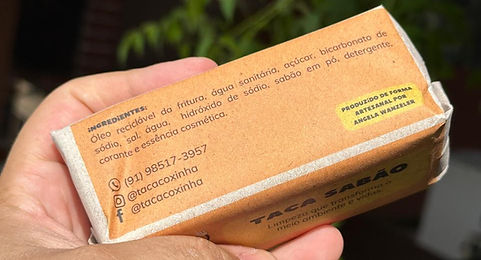 INGREDIENTES:
Óleo reciclável da fritura, água sanitária, açúcar, bicarbonato de
sódio, sal, água, hidróxido de sódio, sabão em pó, detergente,
corante e essência cosmética.
PRODUZIDO DE FORMA
ARTESANAL POR
ANGELA WANZELER
(91) 98517-3957
@tacacoxinha
@tacacoxinha
TACA SABÃO
Limpeza que transforma o
meio ambiente e vidas.